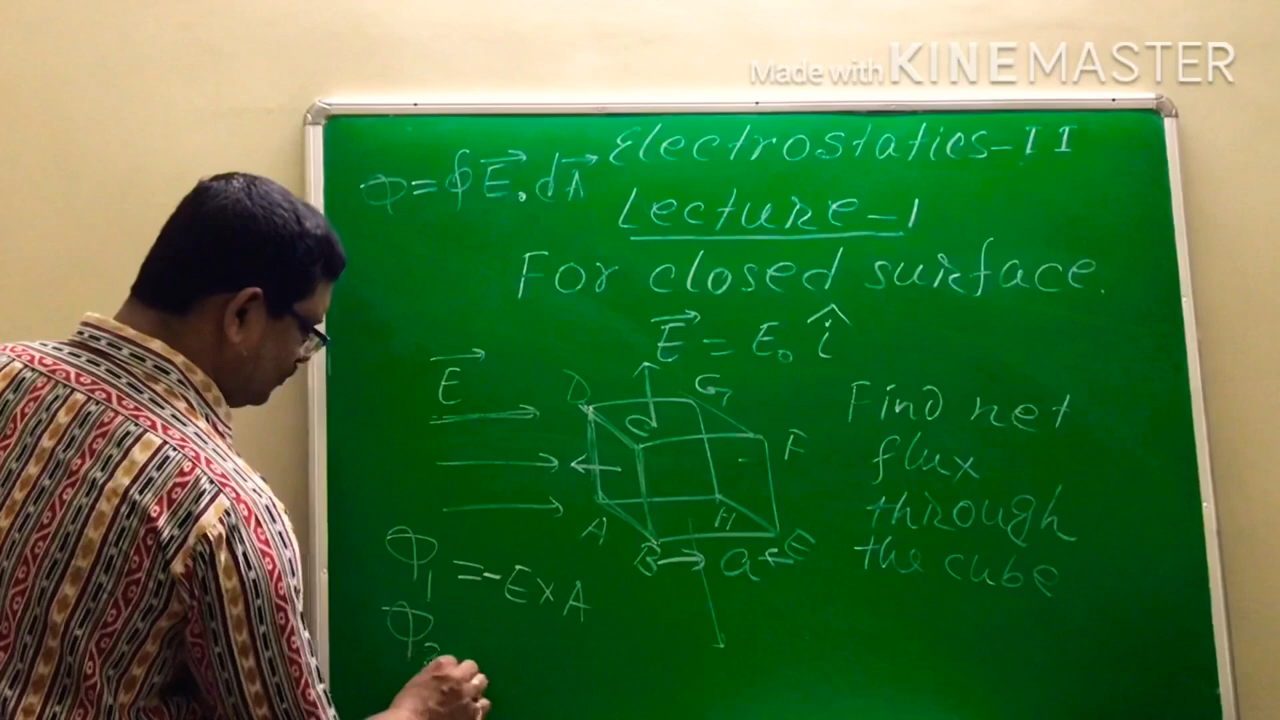 Made with KINEMASTER
Electrostatics-II
Φ = ∮ E⃗ . dA⃗
Lecture-1
For closed surface.
E⃗ = E₀ î
E⃗
D
G
C
F
A
H
B
a
E
Find net
flux
through
the cube
Φ₁ = -E×A
Φ₂